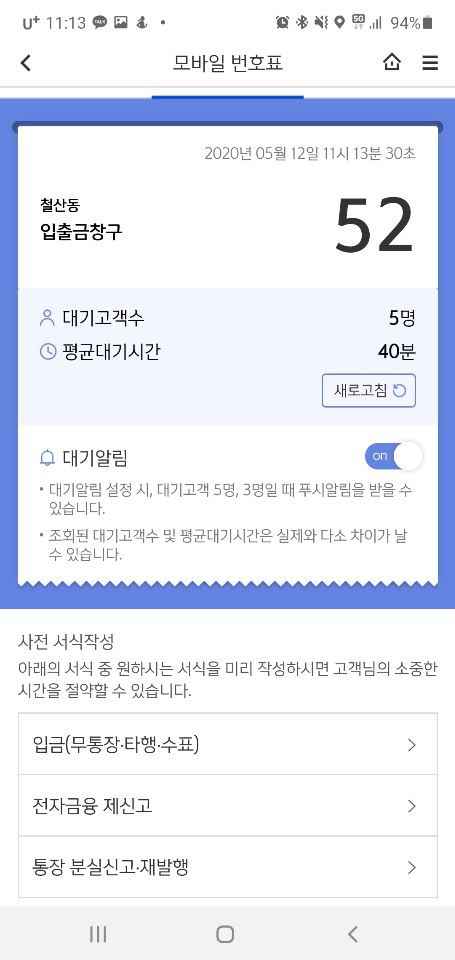 U+ 11:13 TALK 5G 94%
모바일 번호표
2020년 05월 12일 11시 13분 30초
철산동
입출금창구
52
대기고객수 5명
평균대기시간 40분
새로고침
대기알림 on
• 대기알림 설정 시, 대기고객 5명, 3명일 때 푸시알림을 받을 수
있습니다.
• 조회된 대기고객수 및 평균대기시간은 실제와 다소 차이가 날
수 있습니다.
사전 서식작성
아래의 서식 중 원하시는 서식을 미리 작성하시면 고객님의 소중한
시간을 절약할 수 있습니다.
입금(무통장·타행·수표)
전자금융 제신고
통장 분실신고·재발행